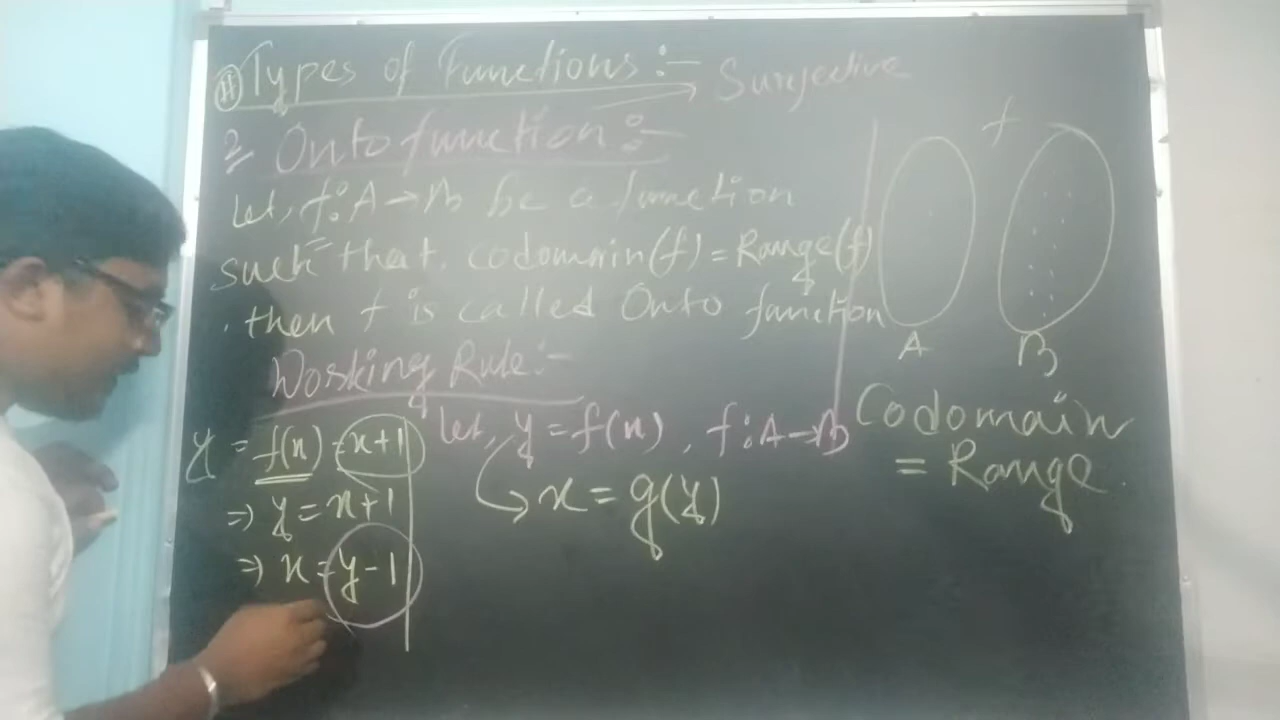 (#) Types of Functions :-
→ Surjective
2 Onto function :-
Let, f: A → B be a function
such that, codomain(f) = Range(f)
, then f is called Onto function
Working Rule :-
let, y = f(x), f: A → B
x = g(y)
y = f(x) = x+1
⇒ y = x+1
⇒ x = y-1
f
A B
Codomain
= Range.